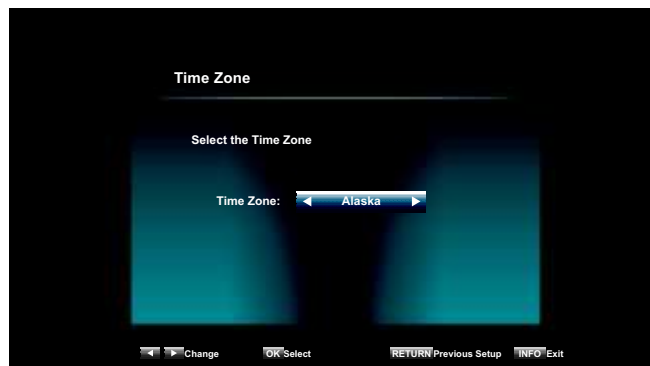 Time Zone
Select the Time Zone
Time Zone: ◀ Alaska ▶
◀ ▶ Change OK Select RETURN Previous Setup INFO Exit